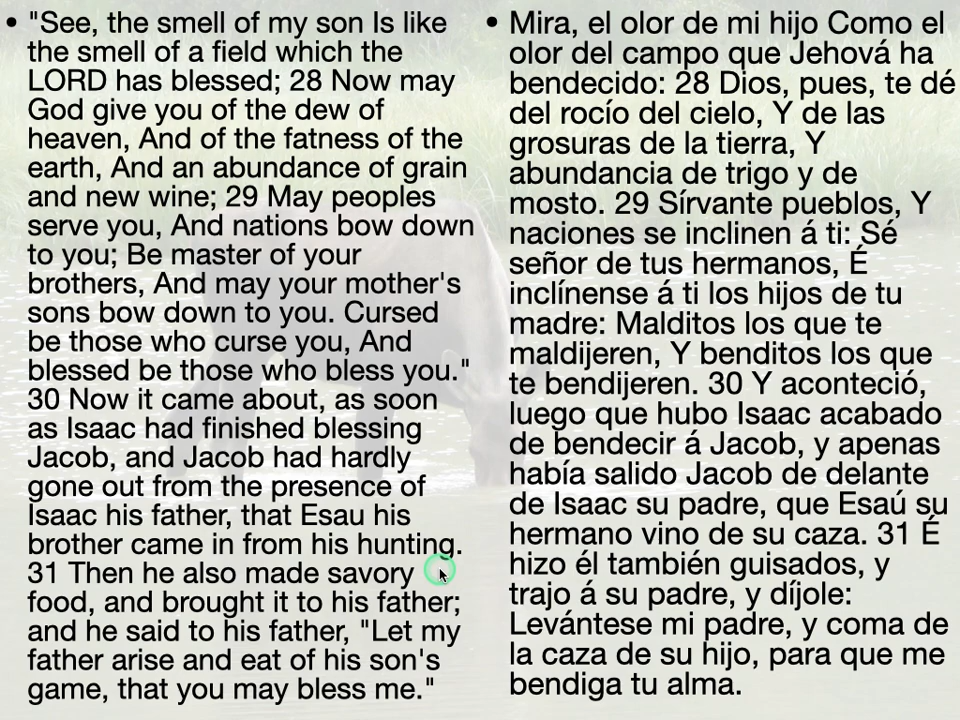 • "See, the smell of my son Is like
the smell of a field which the
LORD has blessed; 28 Now may
God give you of the dew of
heaven, And of the fatness of the
earth, And an abundance of grain
and new wine; 29 May peoples
serve you, And nations bow down
to you; Be master of your
brothers, And may your mother's
sons bow down to you. Cursed
be those who curse you, And
blessed be those who bless you."
30 Now it came about, as soon
as Isaac had finished blessing
Jacob, and Jacob had hardly
gone out from the presence of
Isaac his father, that Esau his
brother came in from his hunting.
31 Then he also made savory
food, and brought it to his father;
and he said to his father, "Let my
father arise and eat of his son's
game, that you may bless me."
• Mira, el olor de mi hijo Como el
olor del campo que Jehová ha
bendecido: 28 Dios, pues, te dé
del rocío del cielo, Y de las
grosuras de la tierra, Y
abundancia de trigo y de
mosto. 29 Sírvante pueblos, Y
naciones se inclinen á ti: Sé
señor de tus hermanos, É
inclínense á ti los hijos de tu
madre: Malditos los que te
maldijeren, Y benditos los que
te bendijeren. 30 Y aconteció,
luego que hubo Isaac acabado
de bendecir á Jacob, y apenas
había salido Jacob de delante
de Isaac su padre, que Esaú su
hermano vino de su caza. 31 É
hizo él también guisados, y
trajo á su padre, y díjole:
Levántese mi padre, y coma de
la caza de su hijo, para que me
bendiga tu alma.